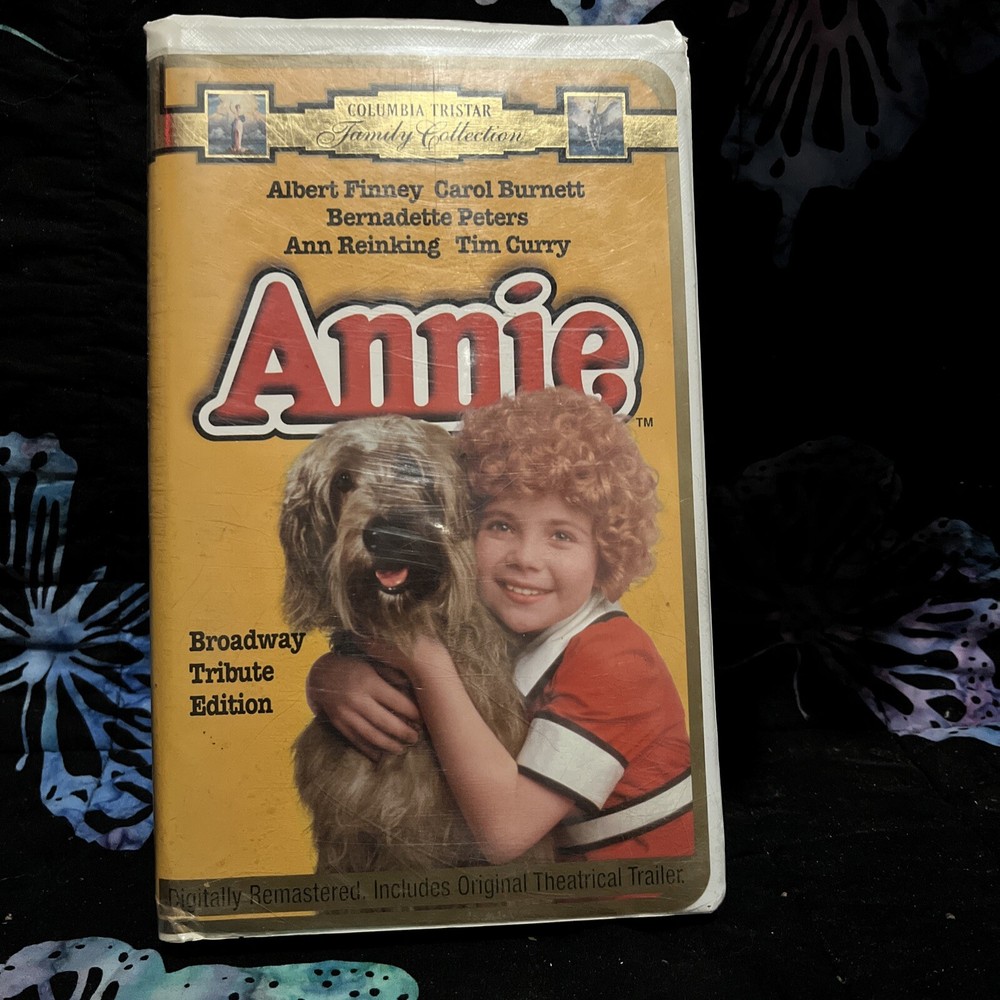 COLUMBIA TRISTAR
Family Collection
Albert Finney Carol Burnett
Bernadette Peters
Ann Reinking Tim Curry
Annie
TM
Broadway
Tribute
Edition
Digitally Remastered. Includes Original Theatrical Trailer.